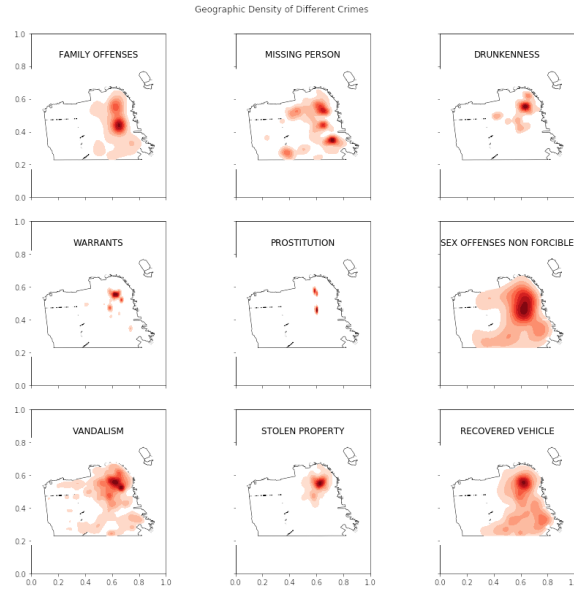 Geographic Density of Different Crimes
1.0
0.8
0.6
0.4
0.2
0.0
FAMILY OFFENSES
MISSING PERSON
DRUNKENNESS
1.0
0.8
0.6
0.4
0.2
0.0
WARRANTS
PROSTITUTION
SEX OFFENSES NON FORCIBLE
1.0
0.8
0.6
0.4
0.2
0.0
VANDALISM
STOLEN PROPERTY
RECOVERED VEHICLE
0.0 0.2 0.4 0.6 0.8 1.0
0.0 0.2 0.4 0.6 0.8 1.0
0.0 0.2 0.4 0.6 0.8